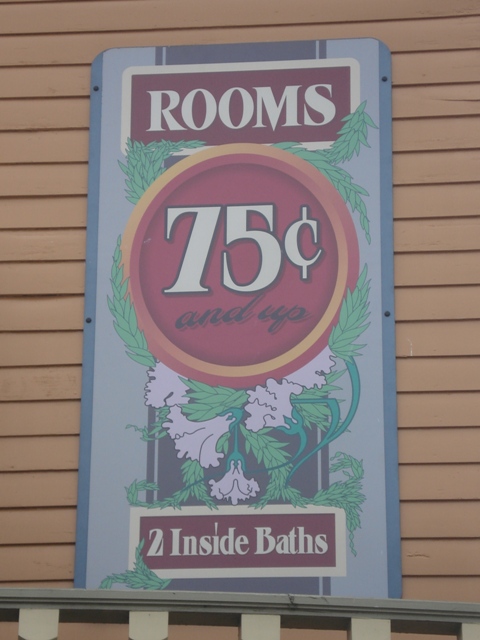 ROOMS
75¢
and up
2 Inside Baths